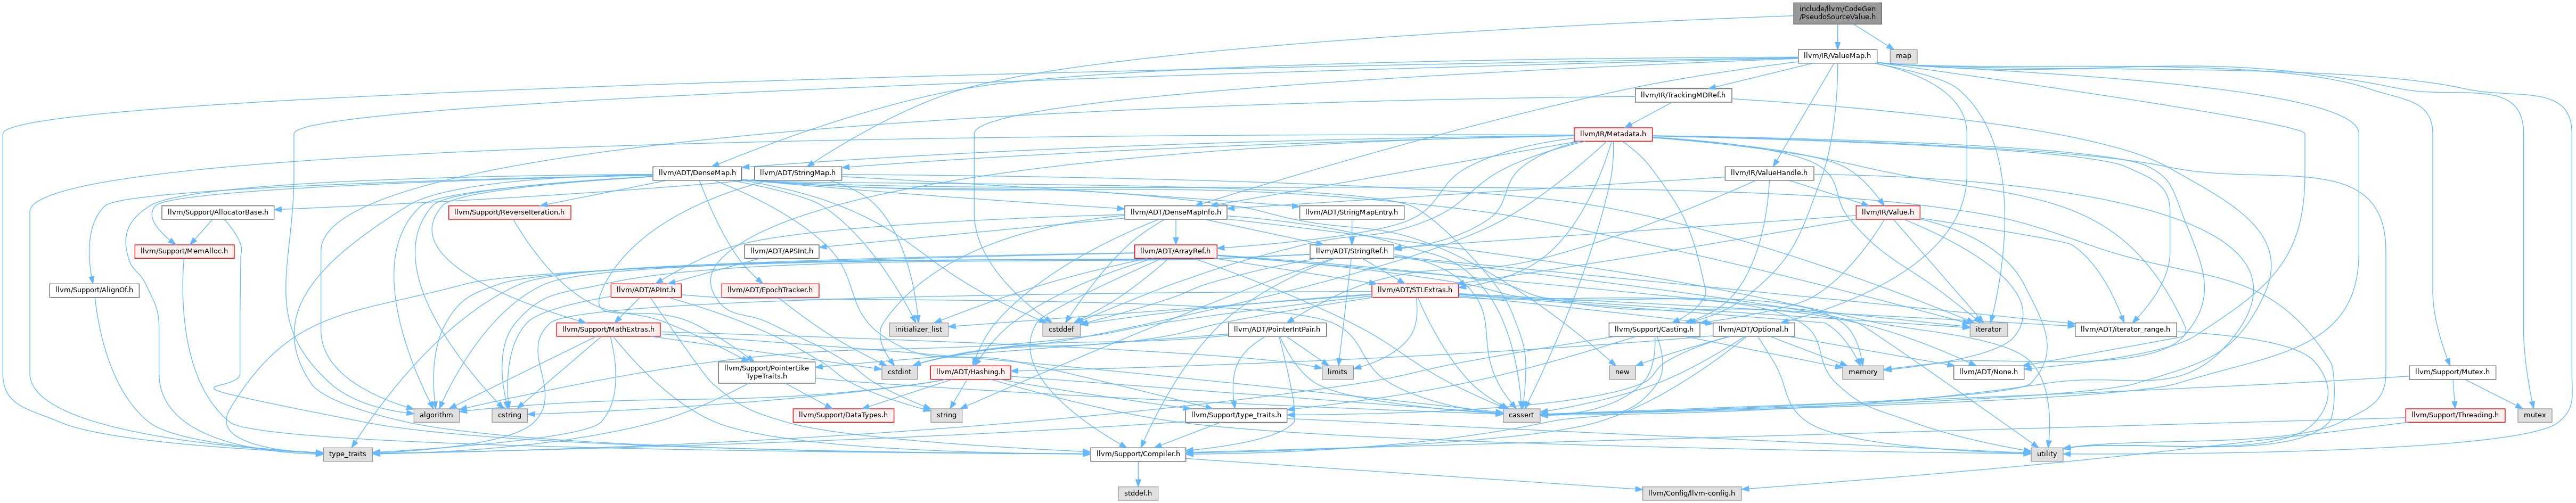 include/llvm/CodeGen
/PseudoSourceValue.h
llvm/IR/ValueMap.h
map
llvm/IR/TrackingMDRef.h
llvm/IR/Metadata.h
llvm/ADT/DenseMap.h
llvm/ADT/StringMap.h
llvm/IR/ValueHandle.h
llvm/Support/AllocatorBase.h
llvm/Support/ReverseIteration.h
llvm/ADT/DenseMapInfo.h
llvm/ADT/StringMapEntry.h
llvm/IR/Value.h
llvm/Support/MemAlloc.h
llvm/ADT/APSInt.h
llvm/ADT/ArrayRef.h
llvm/ADT/StringRef.h
llvm/Support/AlignOf.h
llvm/ADT/APInt.h
llvm/ADT/EpochTracker.h
llvm/ADT/STLExtras.h
llvm/Support/MathExtras.h
initializer_list
cstddef
llvm/ADT/PointerIntPair.h
llvm/Support/Casting.h
llvm/ADT/Optional.h
iterator
llvm/ADT/iterator_range.h
llvm/Support/PointerLike
TypeTraits.h
cstdint
llvm/ADT/Hashing.h
limits
new
memory
llvm/ADT/None.h
llvm/Support/Mutex.h
algorithm
cstring
llvm/Support/DataTypes.h
string
llvm/Support/type_traits.h
cassert
llvm/Support/Threading.h
mutex
type_traits
llvm/Support/Compiler.h
utility
stddef.h
llvm/Config/llvm-config.h